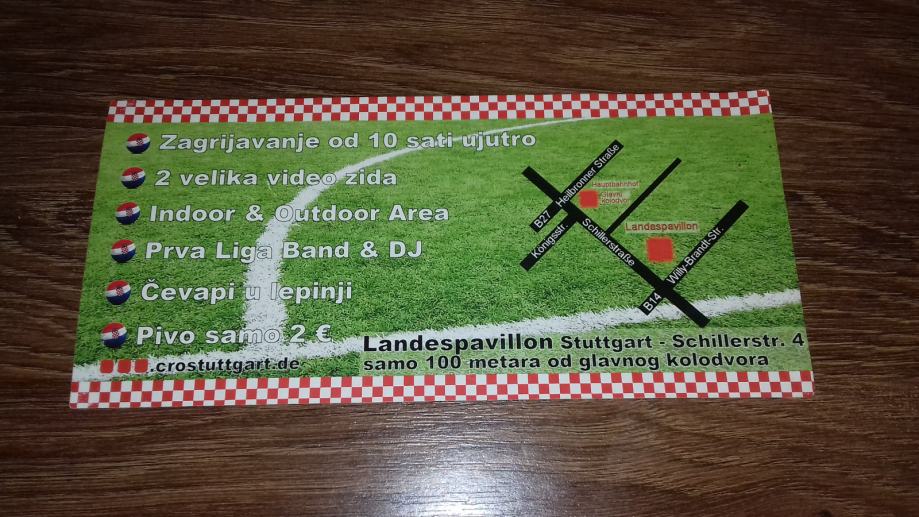 Zagrijavanje od 10 sati ujutro
2 velika video zida
Indoor & Outdoor Area
Prva Liga Band & DJ
Čevapi u lepinji
Pivo samo 2 €
.crostuttgart.de
B27 Heilbronner Straße
Hauptbahnhof
Glavni
kolodvor
Königsstr.
Schillerstraße
Landespavillon
B14 Willy-Brandt-Str.
Landespavillon Stuttgart - Schillerstr. 4
samo 100 metara od glavnog kolodvora